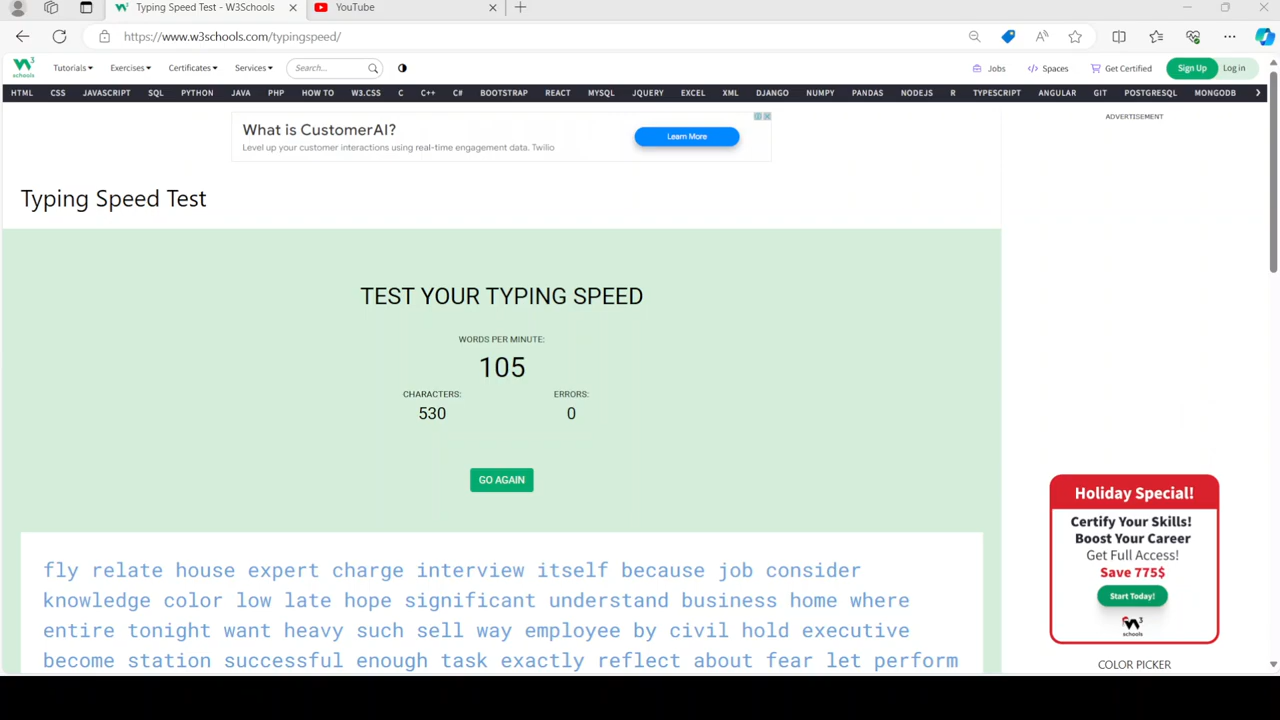 Typing Speed Test - W3Schools
YouTube
https://www.w3schools.com/typingspeed/
3
schools
Tutorials
Exercises
Certificates
Services
Search...
Jobs
Spaces
Get Certified
Sign Up
Log in
HTML CSS JAVASCRIPT SQL PYTHON JAVA PHP HOW TO W3.CSS C C++ C# BOOTSTRAP REACT MYSQL JQUERY EXCEL XML DJANGO NUMPY PANDAS NODEJS R TYPESCRIPT ANGULAR GIT POSTGRESQL MONGODB
What is CustomerAI?
Level up your customer interactions using real-time engagement data. Twilio
Learn More
ADVERTISEMENT
Typing Speed Test
TEST YOUR TYPING SPEED
WORDS PER MINUTE:
105
CHARACTERS: ERRORS:
530 0
GO AGAIN
fly relate house expert charge interview itself because job consider
knowledge color low late hope significant understand business home where
entire tonight want heavy such sell way employee by civil hold executive
become station successful enough task exactly reflect about fear let perform
Holiday Special!
Certify Your Skills!
Boost Your Career
Get Full Access!
Save 775$
Start Today!
3
schools
COLOR PICKER